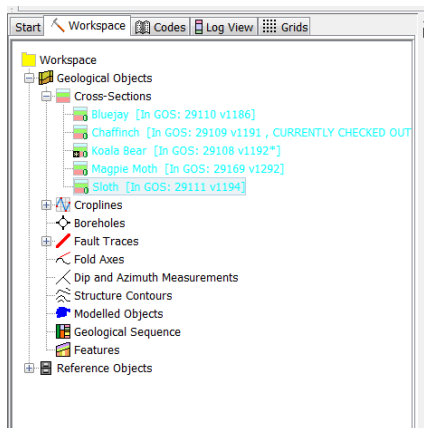 Start Workspace Codes Log View Grids
Workspace
Geological Objects
Cross-Sections
Bluejay [In GOS: 29110 v1186]
Chaffinch [In GOS: 29109 v1191 , CURRENTLY CHECKED OUT
Koala Bear [In GOS: 29108 v1192*]
Magpie Moth [In GOS: 29169 v1292]
Sloth [In GOS: 29111 v1194]
Croplines
Boreholes
Fault Traces
Fold Axes
Dip and Azimuth Measurements
Structure Contours
Modelled Objects
Geological Sequence
Features
Reference Objects